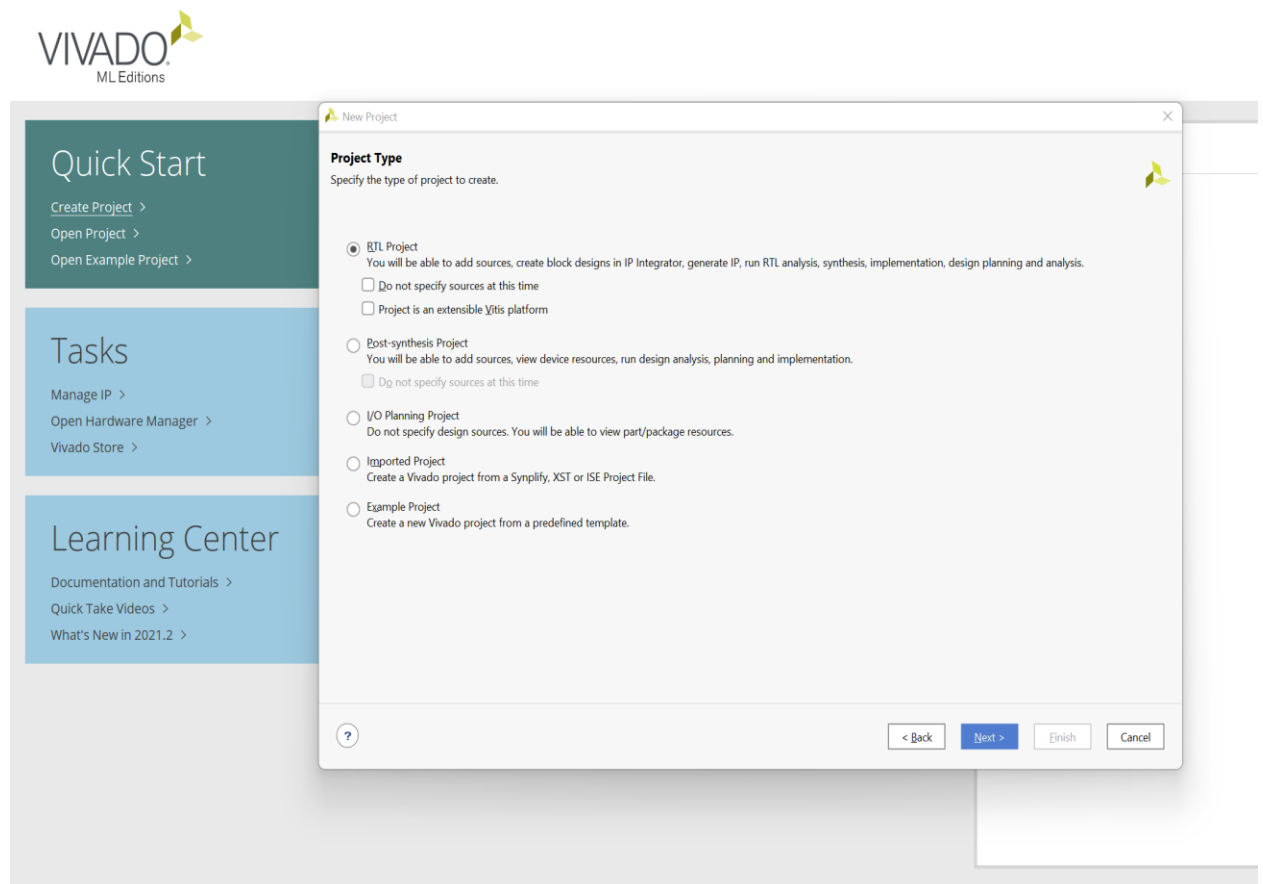 VIVADO.
ML Editions
Quick Start
Create Project >
Open Project >
Open Example Project >
Tasks
Manage IP >
Open Hardware Manager >
Vivado Store >
Learning Center
Documentation and Tutorials >
Quick Take Videos >
What's New in 2021.2 >
New Project
Project Type
Specify the type of project to create.
RTL Project
You will be able to add sources, create block designs in IP Integrator, generate IP, run RTL analysis, synthesis, implementation, design planning and analysis.
Do not specify sources at this time
Project is an extensible Vitis platform
Post-synthesis Project
You will be able to add sources, view device resources, run design analysis, planning and implementation.
Do not specify sources at this time
I/O Planning Project
Do not specify design sources. You will be able to view part/package resources.
Imported Project
Create a Vivado project from a Synplify, XST or ISE Project File.
Example Project
Create a new Vivado project from a predefined template.
?
< Back
Next >
Finish
Cancel